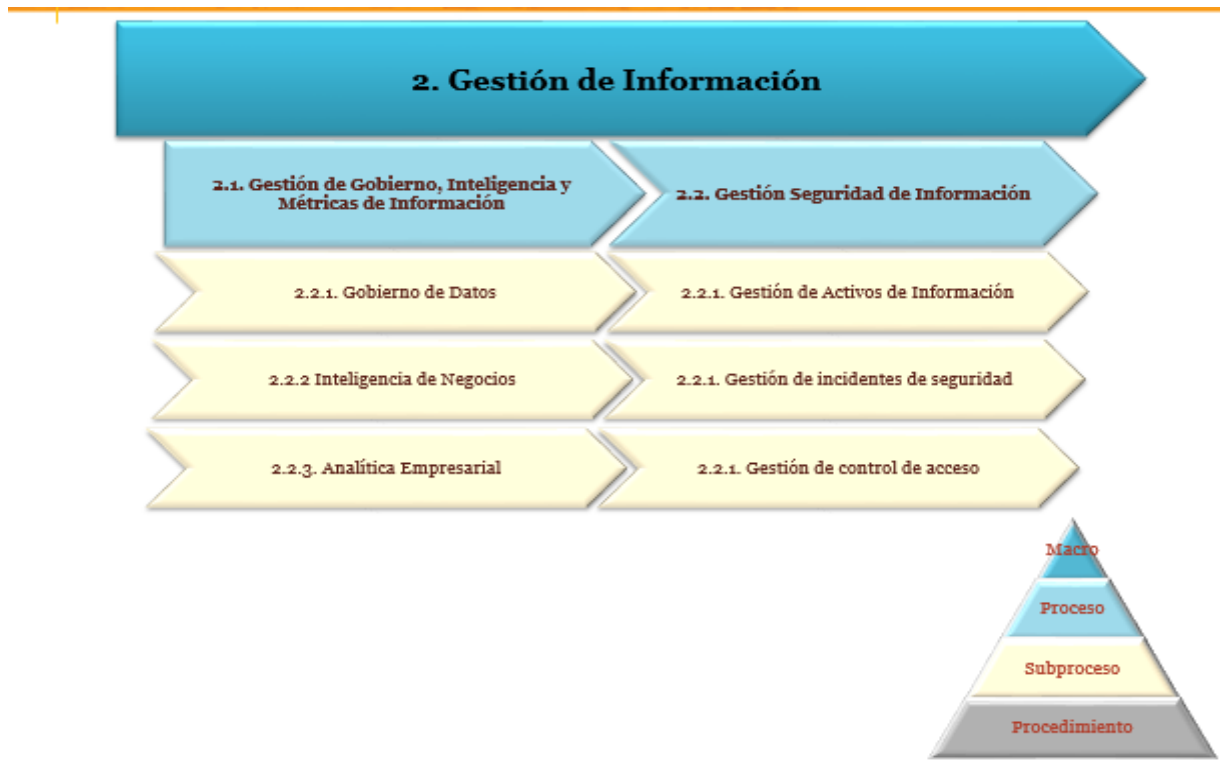 2. Gestión de Información
2.1. Gestión de Gobierno, Inteligencia y
Métricas de Información
2.2. Gestión Seguridad de Información
2.2.1. Gobierno de Datos
2.2.1. Gestión de Activos de Información
2.2.2 Inteligencia de Negocios
2.2.1. Gestión de incidentes de seguridad
2.2.3. Analítica Empresarial
2.2.1. Gestión de control de acceso
Macro
Proceso
Subproceso
Procedimiento